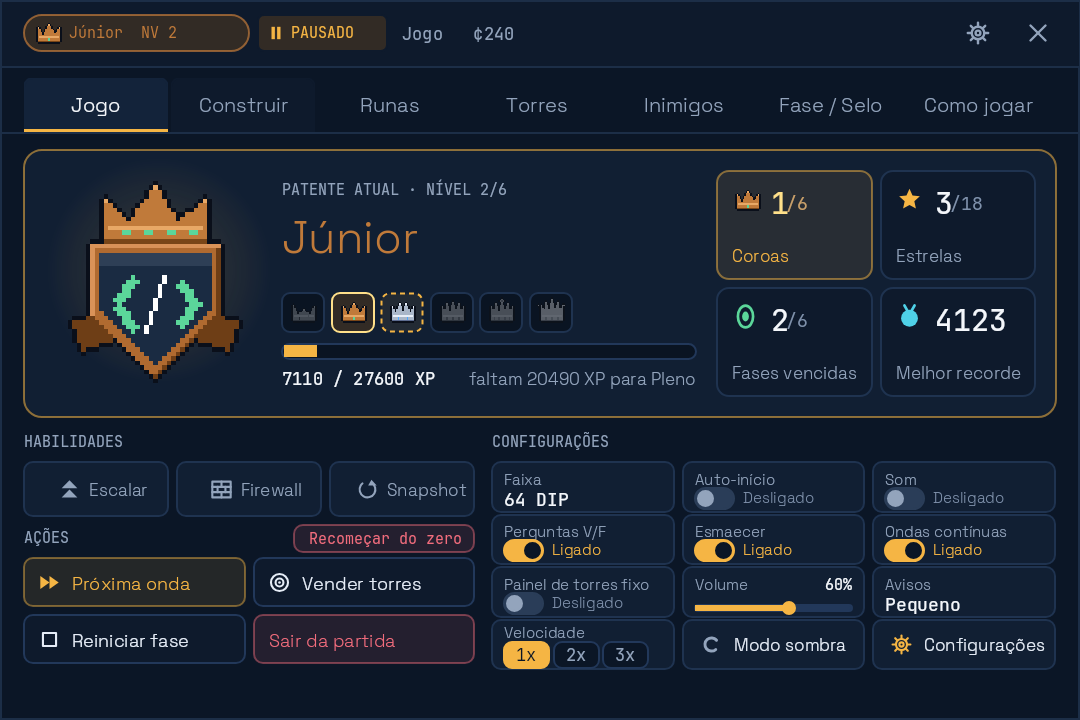 Júnior NV 2
PAUSADO
Jogo
¢240
Jogo
Construir
Runas
Torres
Inimigos
Fase / Selo
Como jogar
PATENTE ATUAL · NÍVEL 2/6
Júnior
7110 / 27600 XP
faltam 20490 XP para Pleno
1/6
Coroas
3/18
Estrelas
2/6
Fases vencidas
4123
Melhor recorde
HABILIDADES
Escalar
Firewall
Snapshot
AÇÕES
Recomeçar do zero
Próxima onda
Vender torres
Reiniciar fase
Sair da partida
CONFIGURAÇÕES
Faixa
64 DIP
Auto-início
Desligado
Som
Desligado
Perguntas V/F
Ligado
Esmaecer
Ligado
Ondas contínuas
Ligado
Painel de torres fixo
Desligado
Volume 60%
Avisos
Pequeno
Velocidade
1x 2x 3x
Modo sombra
Configurações